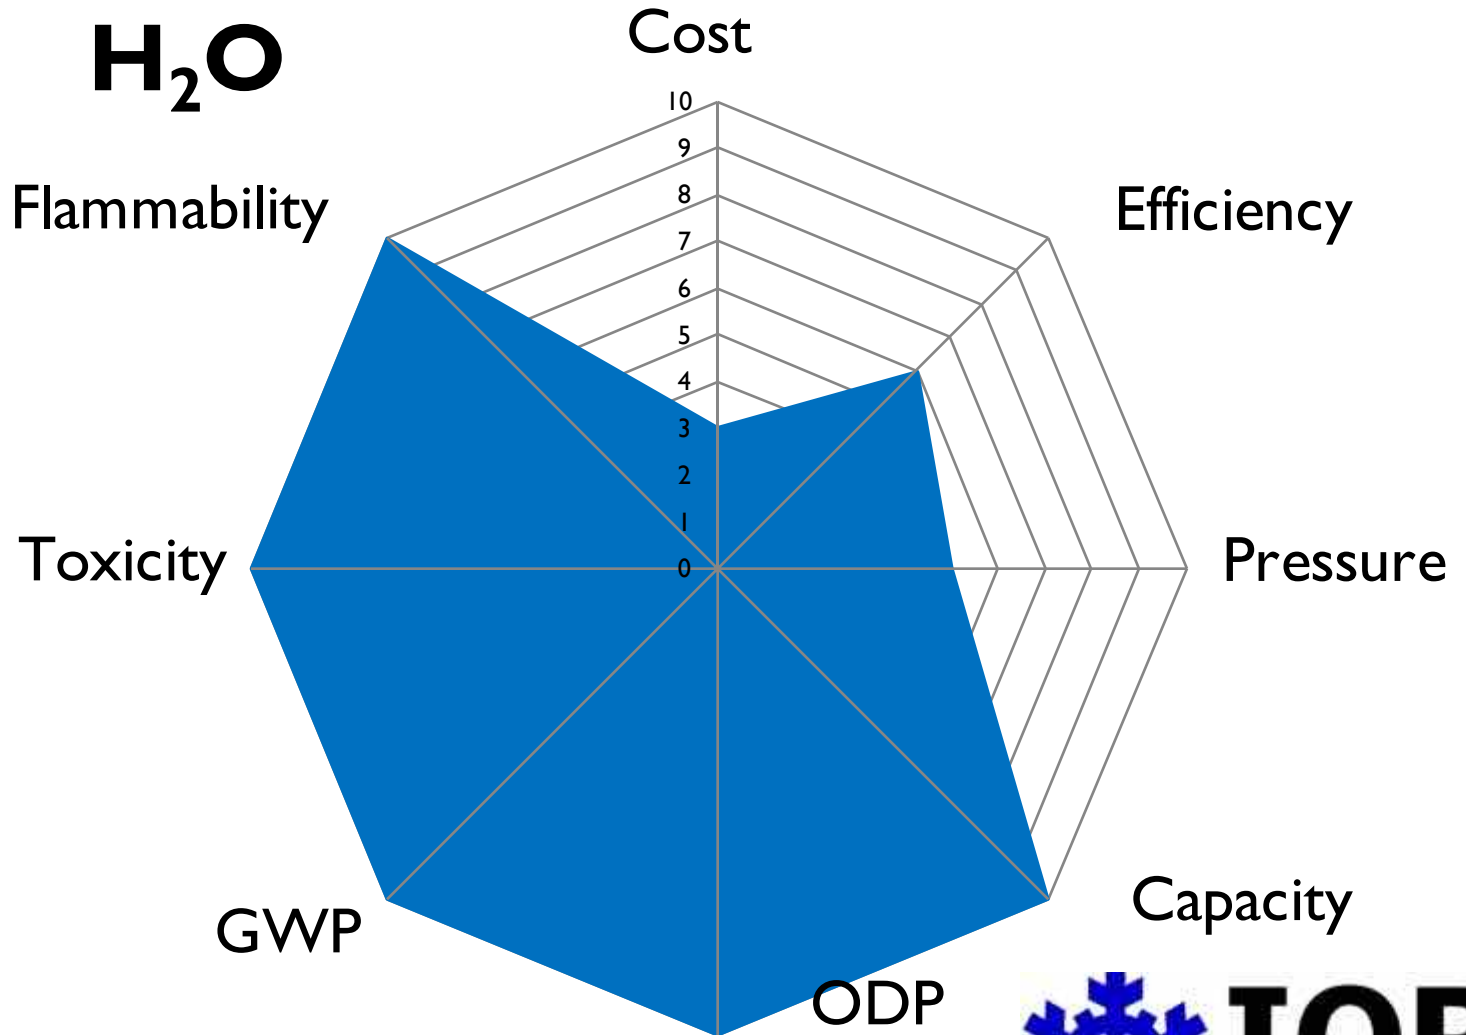 H₂O
Cost
10
9
8
7
6
5
4
3
2
1
0
Flammability
Efficiency
Toxicity
Pressure
GWP
Capacity
ODP